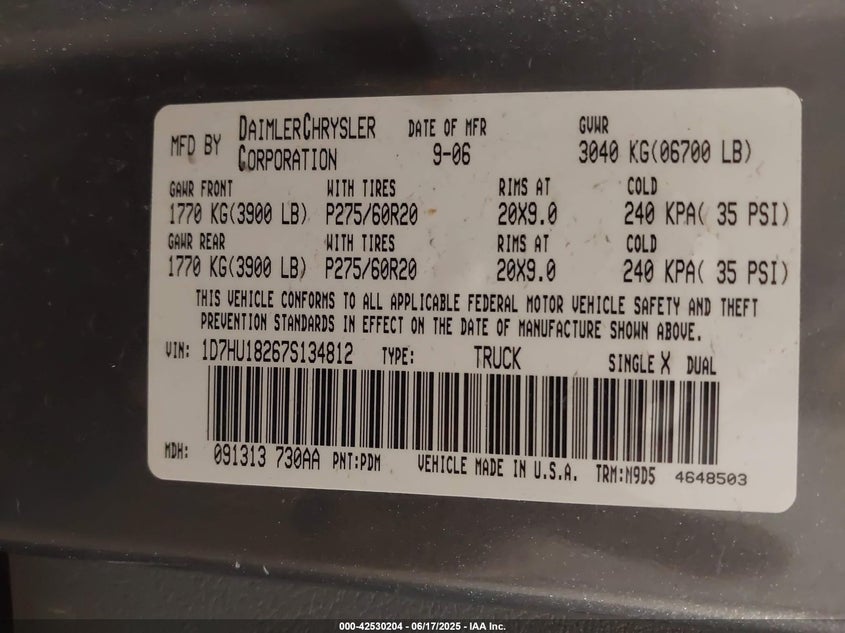 MFD BY DAIMLERCHRYSLER CORPORATION DATE OF MFR 9-06 GVWR 3040 KG(06700 LB)
GAWR FRONT WITH TIRES RIMS AT COLD
1770 KG(3900 LB) P275/60R20 20X9.0 240 KPA( 35 PSI)
GAWR REAR WITH TIRES RIMS AT COLD
1770 KG(3900 LB) P275/60R20 20X9.0 240 KPA( 35 PSI)
THIS VEHICLE CONFORMS TO ALL APPLICABLE FEDERAL MOTOR VEHICLE SAFETY AND THEFT
PREVENTION STANDARDS IN EFFECT ON THE DATE OF MANUFACTURE SHOWN ABOVE.
VIN: 1D7HU18267S134812 TYPE: TRUCK SINGLE X DUAL
MDH: 091313 730AA PNT:PDM VEHICLE MADE IN U.S.A. TRM:N9D5 4648503
000-42530204 - 06/17/2025 - IAA Inc.